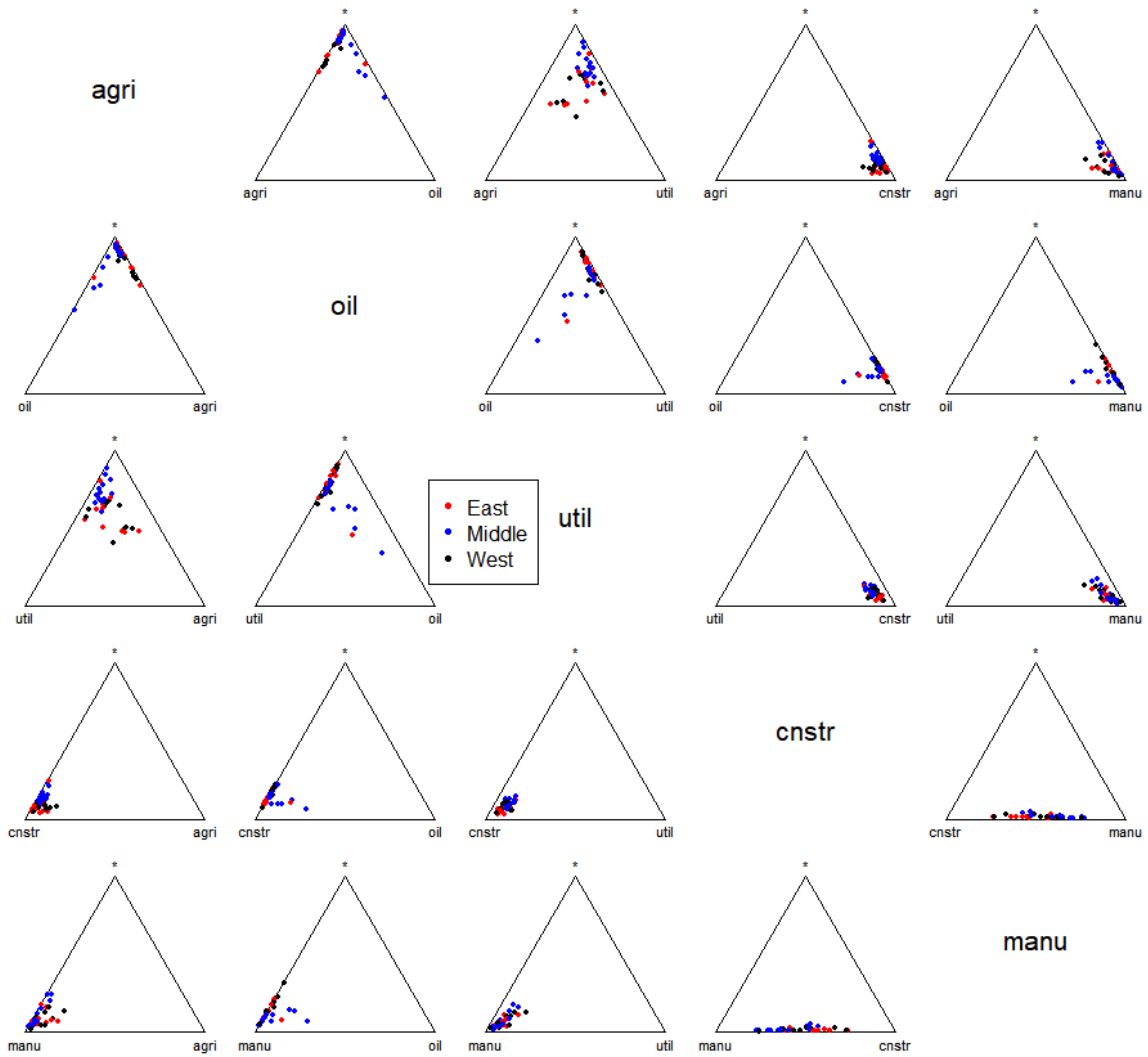 * * * *
agri
agri oil agri util agri cnstr agri manu
* * * *
oil
oil agri oil util oil cnstr oil manu
* * * *
East
Middle
West
util
util agri util oil util cnstr util manu
* * * *
cnstr
cnstr agri cnstr oil cnstr util cnstr manu
* * * *
manu
manu agri manu oil manu util manu cnstr